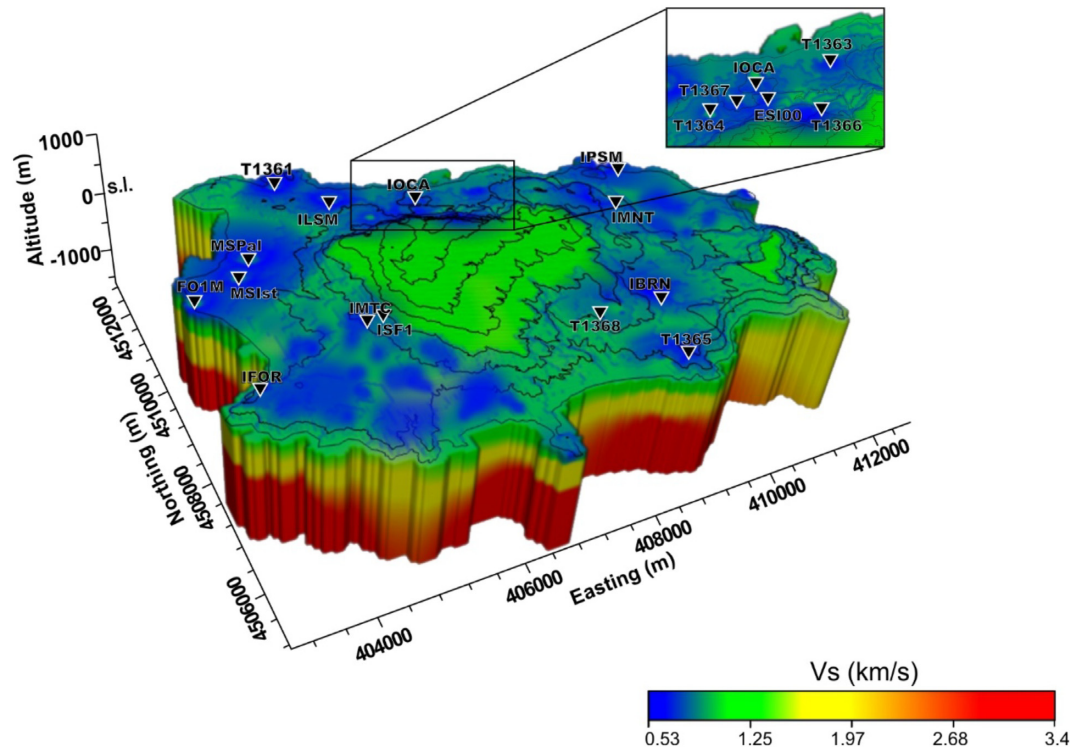 T1363
IOCA
T1367
ESI00
T1364
T1366
1000
0
s.l.
-1000
Altitude (m)
T1361
IOCA
ILSM
IPSM
IMNT
MSPal
MSIst
FO1M
IMTC
ISF1
IBRN
T1368
T1365
IFOR
4512000
4510000
4508000
4506000
Northing (m)
404000
406000
408000
410000
412000
Easting (m)
Vs (km/s)
0.53 1.25 1.97 2.68 3.4